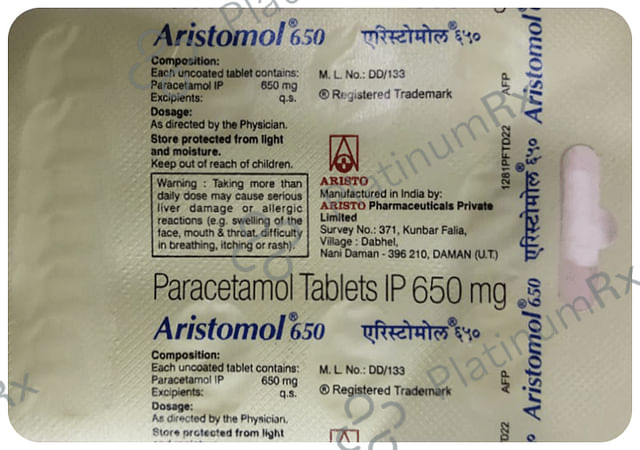 Aristomol® 650 एरिस्टोमोल® ६५०
Composition:
Each uncoated tablet contains:
Paracetamol IP 650 mg
Excipients: q.s.
M. L. No.: DD/133
® Registered Trademark
Dosage:
As directed by the Physician.
Store protected from light
and moisture.
Keep out of reach of children.
Warning : Taking more than
daily dose may cause serious
liver damage or allergic
reactions (e.g. swelling of the
face, mouth & throat, difficulty
in breathing, itching or rash).
ARISTO
Manufactured in India by:
ARISTO Pharmaceuticals Private
Limited
Survey No.: 371, Kunbar Falia,
Village : Dabhel,
Nani Daman - 396 210, DAMAN (U.T.)
Paracetamol Tablets IP 650 mg
Aristomol® 650 एरिस्टोमोल® ६५०
Composition:
Each uncoated tablet contains:
Paracetamol IP 650 mg
Excipients: q.s.
M. L. No.: DD/133
® Registered Trademark
Dosage:
As directed by the Physician.
Store protected from light
AFP
1281PFTD22
AFP
D22
Aristomol®
एरिस्टोमोल® ६५०
Aristomol® 650
PlatinumRx
PlatinumRx
PlatinumRx